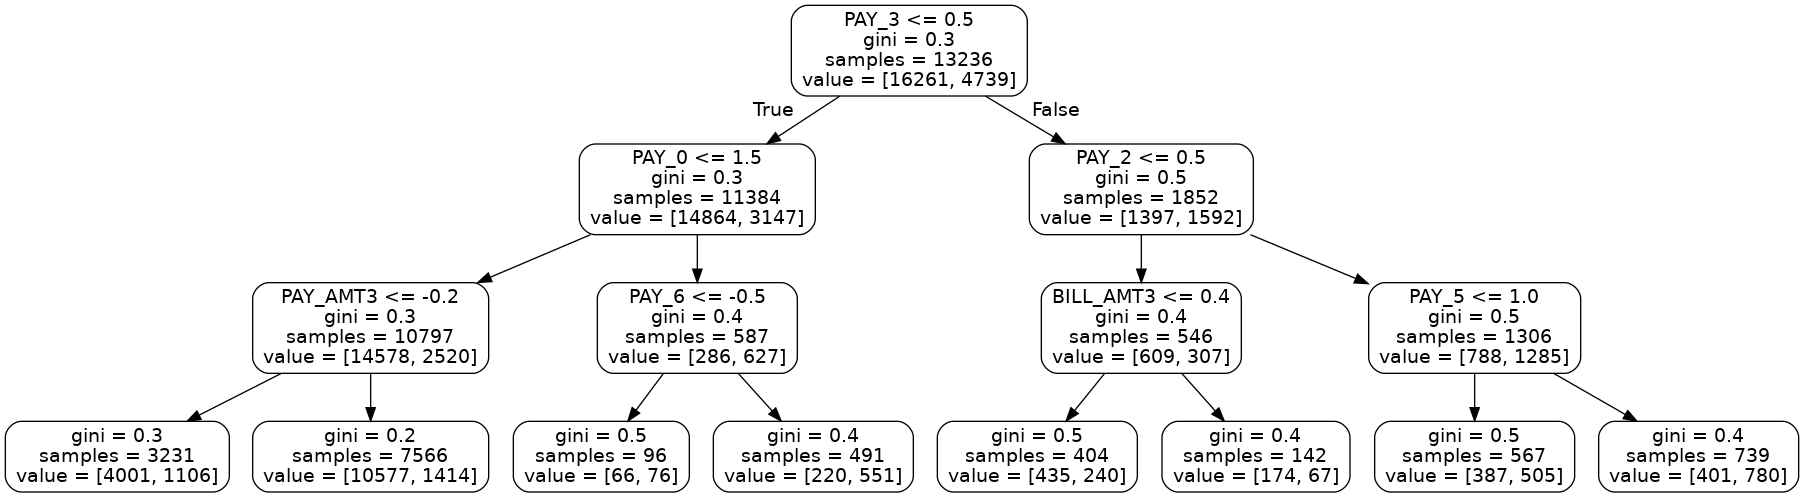 PAY_3 <= 0.5
gini = 0.3
samples = 13236
value = [16261, 4739]
True
False
PAY_0 <= 1.5
gini = 0.3
samples = 11384
value = [14864, 3147]
PAY_2 <= 0.5
gini = 0.5
samples = 1852
value = [1397, 1592]
PAY_AMT3 <= -0.2
gini = 0.3
samples = 10797
value = [14578, 2520]
PAY_6 <= -0.5
gini = 0.4
samples = 587
value = [286, 627]
BILL_AMT3 <= 0.4
gini = 0.4
samples = 546
value = [609, 307]
PAY_5 <= 1.0
gini = 0.5
samples = 1306
value = [788, 1285]
gini = 0.3
samples = 3231
value = [4001, 1106]
gini = 0.2
samples = 7566
value = [10577, 1414]
gini = 0.5
samples = 96
value = [66, 76]
gini = 0.4
samples = 491
value = [220, 551]
gini = 0.5
samples = 404
value = [435, 240]
gini = 0.4
samples = 142
value = [174, 67]
gini = 0.5
samples = 567
value = [387, 505]
gini = 0.4
samples = 739
value = [401, 780]